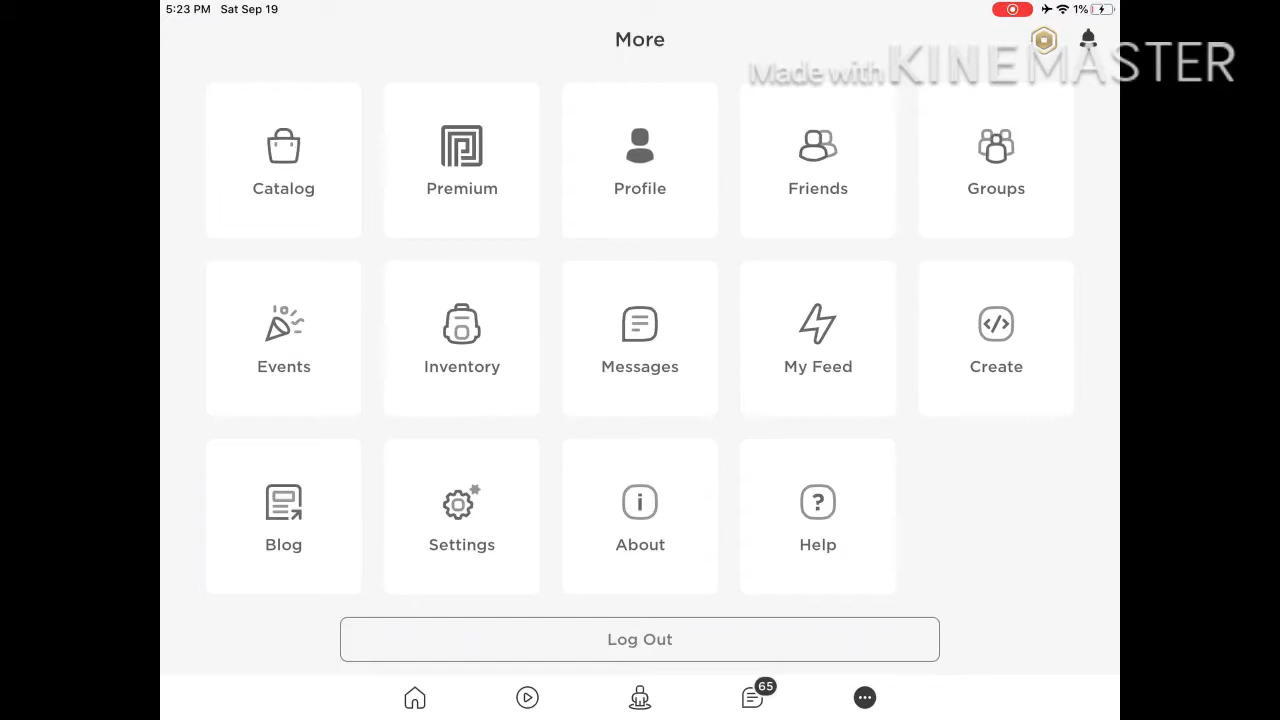 5:23 PM Sat Sep 19
1%
More
Made with KINEMASTER
Catalog
Premium
Profile
Friends
Groups
Events
Inventory
Messages
My Feed
Create
Blog
Settings
About
Help
Log Out
65